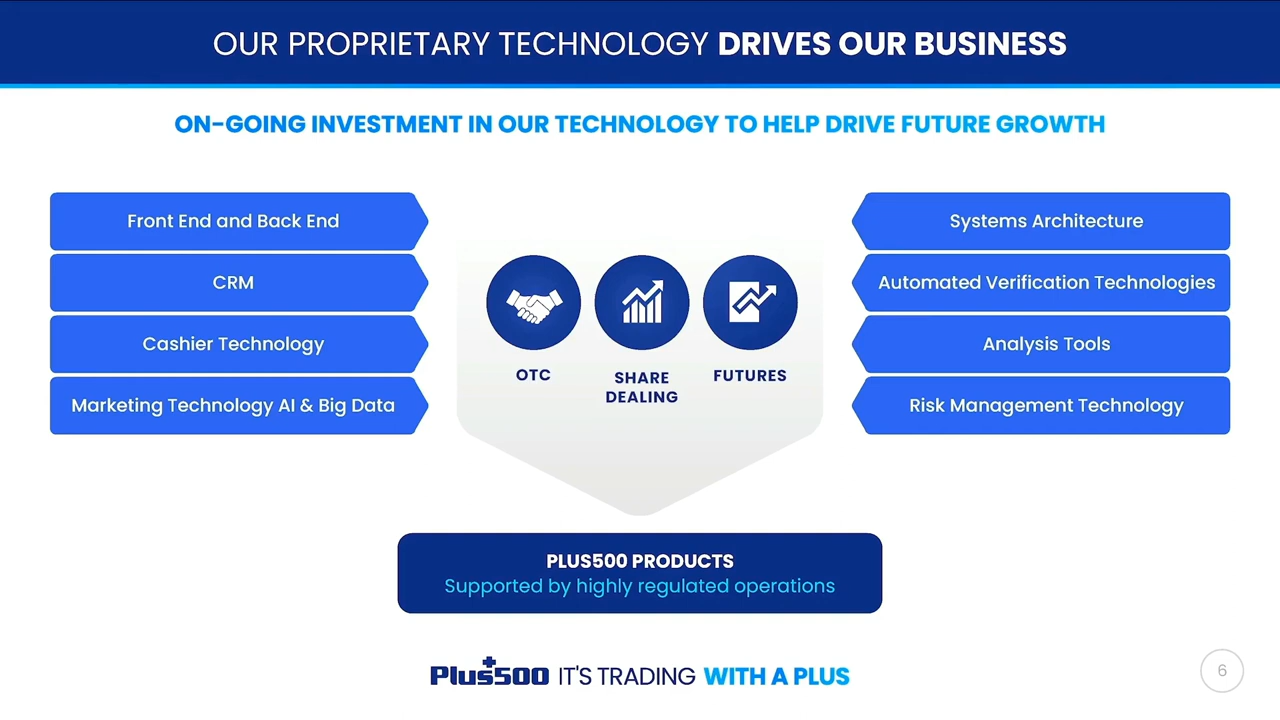 OUR PROPRIETARY TECHNOLOGY DRIVES OUR BUSINESS
ON-GOING INVESTMENT IN OUR TECHNOLOGY TO HELP DRIVE FUTURE GROWTH
Front End and Back End
CRM
Cashier Technology
Marketing Technology AI & Big Data
OTC
SHARE
DEALING
FUTURES
Systems Architecture
Automated Verification Technologies
Analysis Tools
Risk Management Technology
PLUS500 PRODUCTS
Supported by highly regulated operations
Plus500 IT'S TRADING WITH A PLUS
6